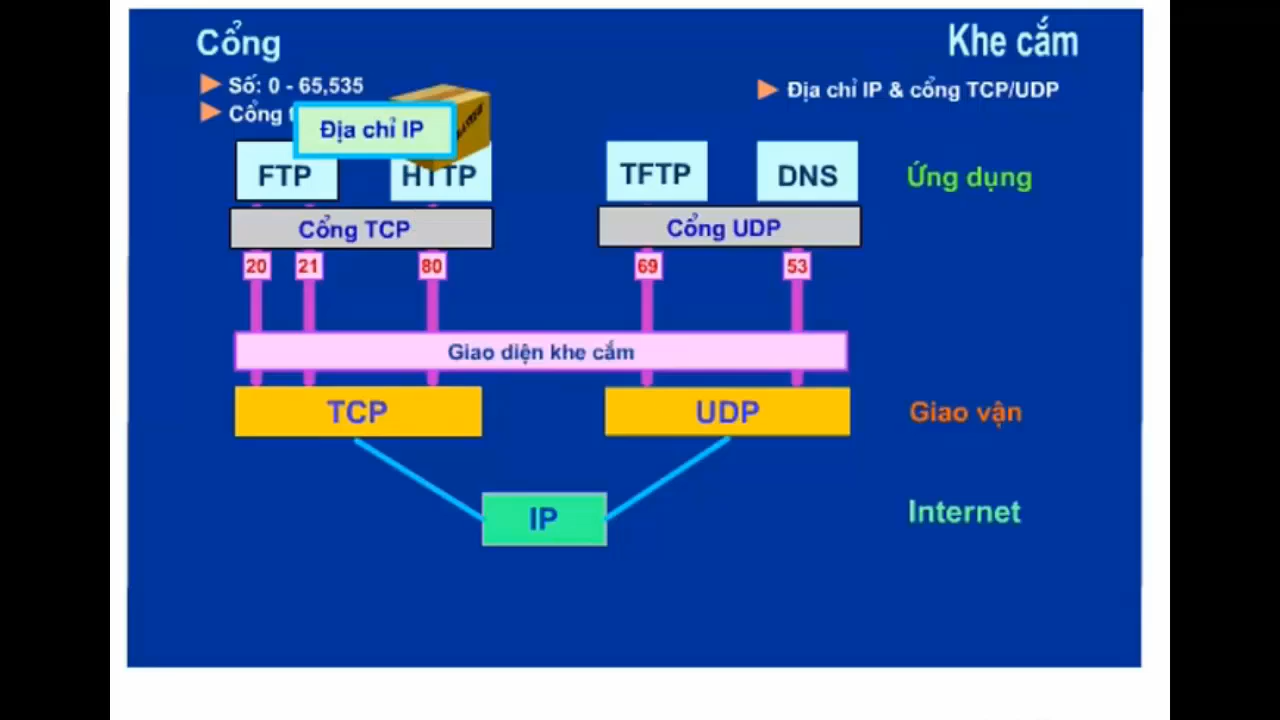 Cổng
Khe cắm
Số: 0 - 65,535
Địa chỉ IP & cổng TCP/UDP
Cổng
Địa chỉ IP
FTP
HTTP
TFTP
DNS
Ứng dụng
Cổng TCP
Cổng UDP
20
21
80
69
53
Giao diện khe cắm
TCP
UDP
Giao vận
IP
Internet